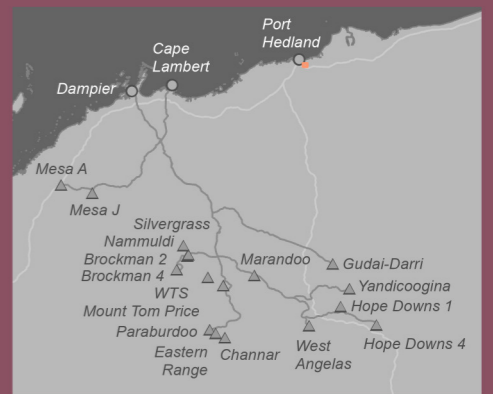 Port
Hedland
Cape
Lambert
Dampier
Mesa A
Mesa J
Silvergrass
Nammuldi
Brockman 2
Brockman 4
Marandoo
Gudai-Darri
Yandicoogina
WTS
Hope Downs 1
Mount Tom Price
Paraburdoo
Eastern
Range
Channar
West
Angelas
Hope Downs 4